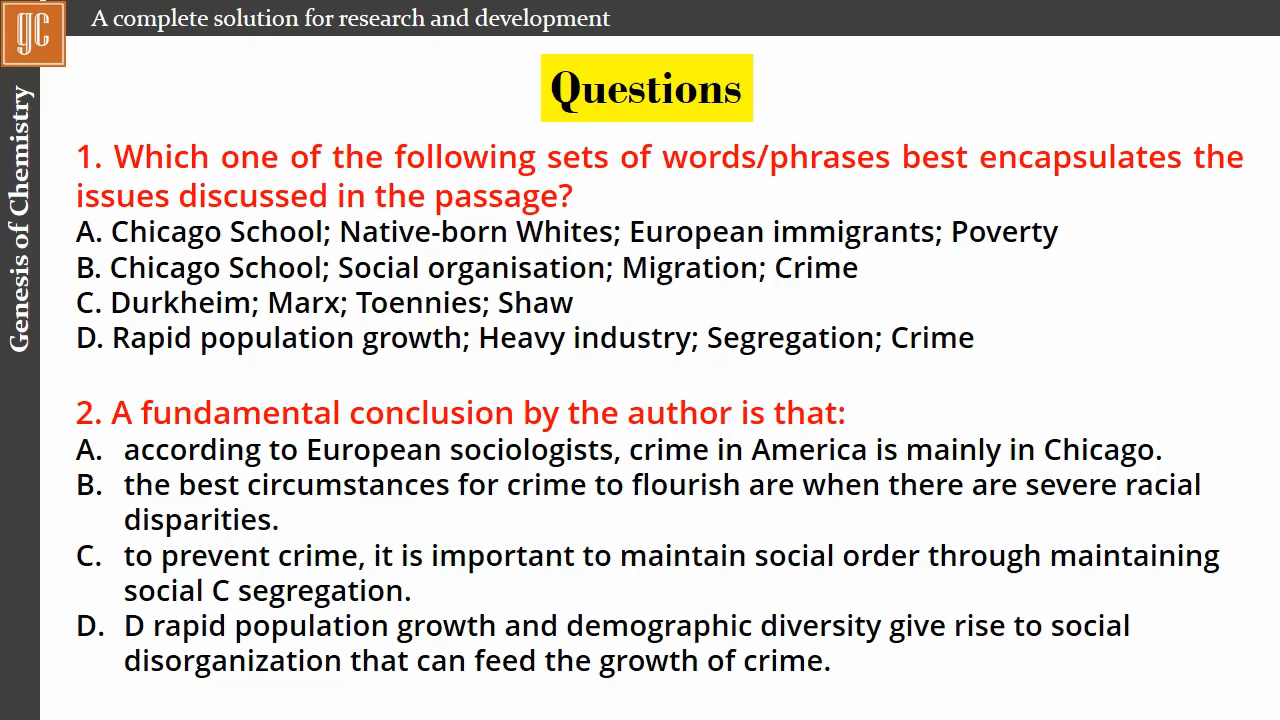 A complete solution for research and development
gc
Genesis of Chemistry
Questions
1. Which one of the following sets of words/phrases best encapsulates the
issues discussed in the passage?
A. Chicago School; Native-born Whites; European immigrants; Poverty
B. Chicago School; Social organisation; Migration; Crime
C. Durkheim; Marx; Toennies; Shaw
D. Rapid population growth; Heavy industry; Segregation; Crime
2. A fundamental conclusion by the author is that:
A. according to European sociologists, crime in America is mainly in Chicago.
B. the best circumstances for crime to flourish are when there are severe racial
disparities.
C. to prevent crime, it is important to maintain social order through maintaining
social C segregation.
D. D rapid population growth and demographic diversity give rise to social
disorganization that can feed the growth of crime.